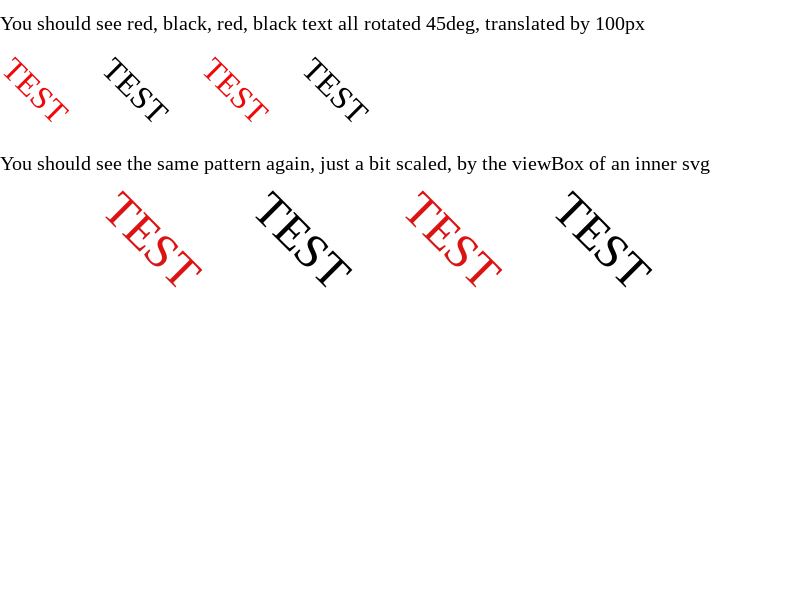 You should see red, black, red, black text all rotated 45deg, translated by 100px
TEST TEST TEST TEST
You should see the same pattern again, just a bit scaled, by the viewBox of an inner svg
TEST TEST TEST TEST